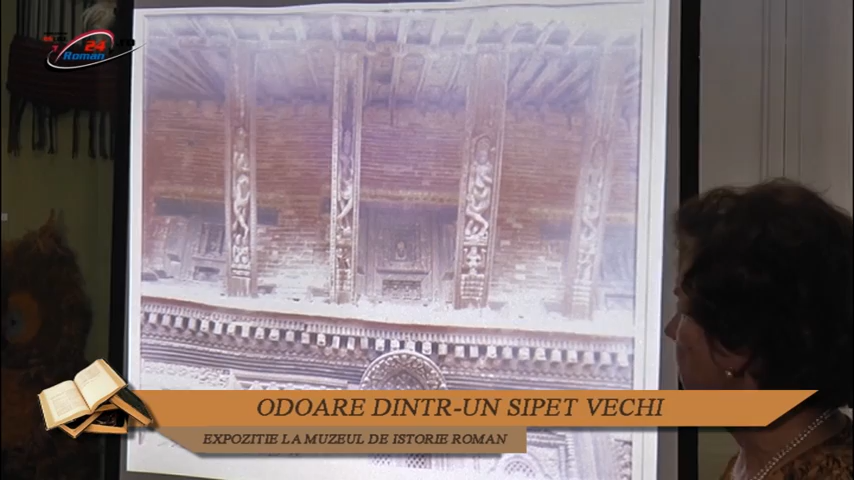 24
Roman
ODOARE DINTR-UN SIPET VECHI
EXPOZITIE LA MUZEUL DE ISTORIE ROMAN